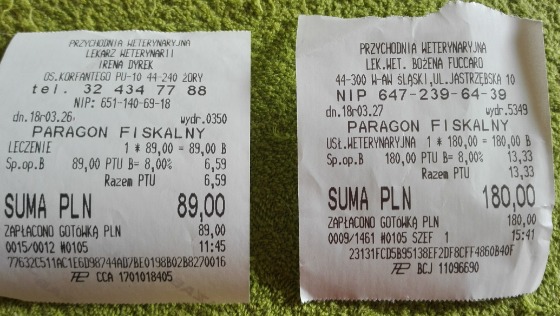 PRZYCHODNIA WETERYNARYJNA
LEKARZ WETERYNARII
IRENA DYREK
OS.KORFANTEGO PU-10 44-240 ŻORY
tel. 32 434 77 88
NIP: 651-140-69-18
dn.18r03.26. wydr.0350
PARAGON FISKALNY
LECZENIE 1 * 89,00 = 89,00 B
Sp.op.B 89,00 PTU B= 8,00% 6,59
Razem PTU 6,59
SUMA PLN 89,00
ZAPŁACONO GOTÓWKĄ PLN 89,00
0015/0012 #0105 11:45
77632C511AC1E6D98744AD7BE0198B02B8270016
CCA 1701018405
PRZYCHODNIA WETERYNARYJNA
LEK.WET. BOŻENA FUCCARO
44-300 W-AW ŚLĄSKI,UL.JASTRZĘBSKA 10
NIP 647-239-64-39
dn.18r03.27 wydr.5349
PARAGON FISKALNY
USŁ.WETERYNARYJNA 1 * 180,00 = 180,00 B
Sp.op.B 180,00 PTU B= 8,00% 13,33
Razem PTU 13,33
SUMA PLN 180,00
ZAPŁACONO GOTÓWKĄ PLN 180,00
0009/1461 #0105 SZEF 1 15:41
23131FCD5B95138EF2DF8CFF4860B40F
BCJ 11096690